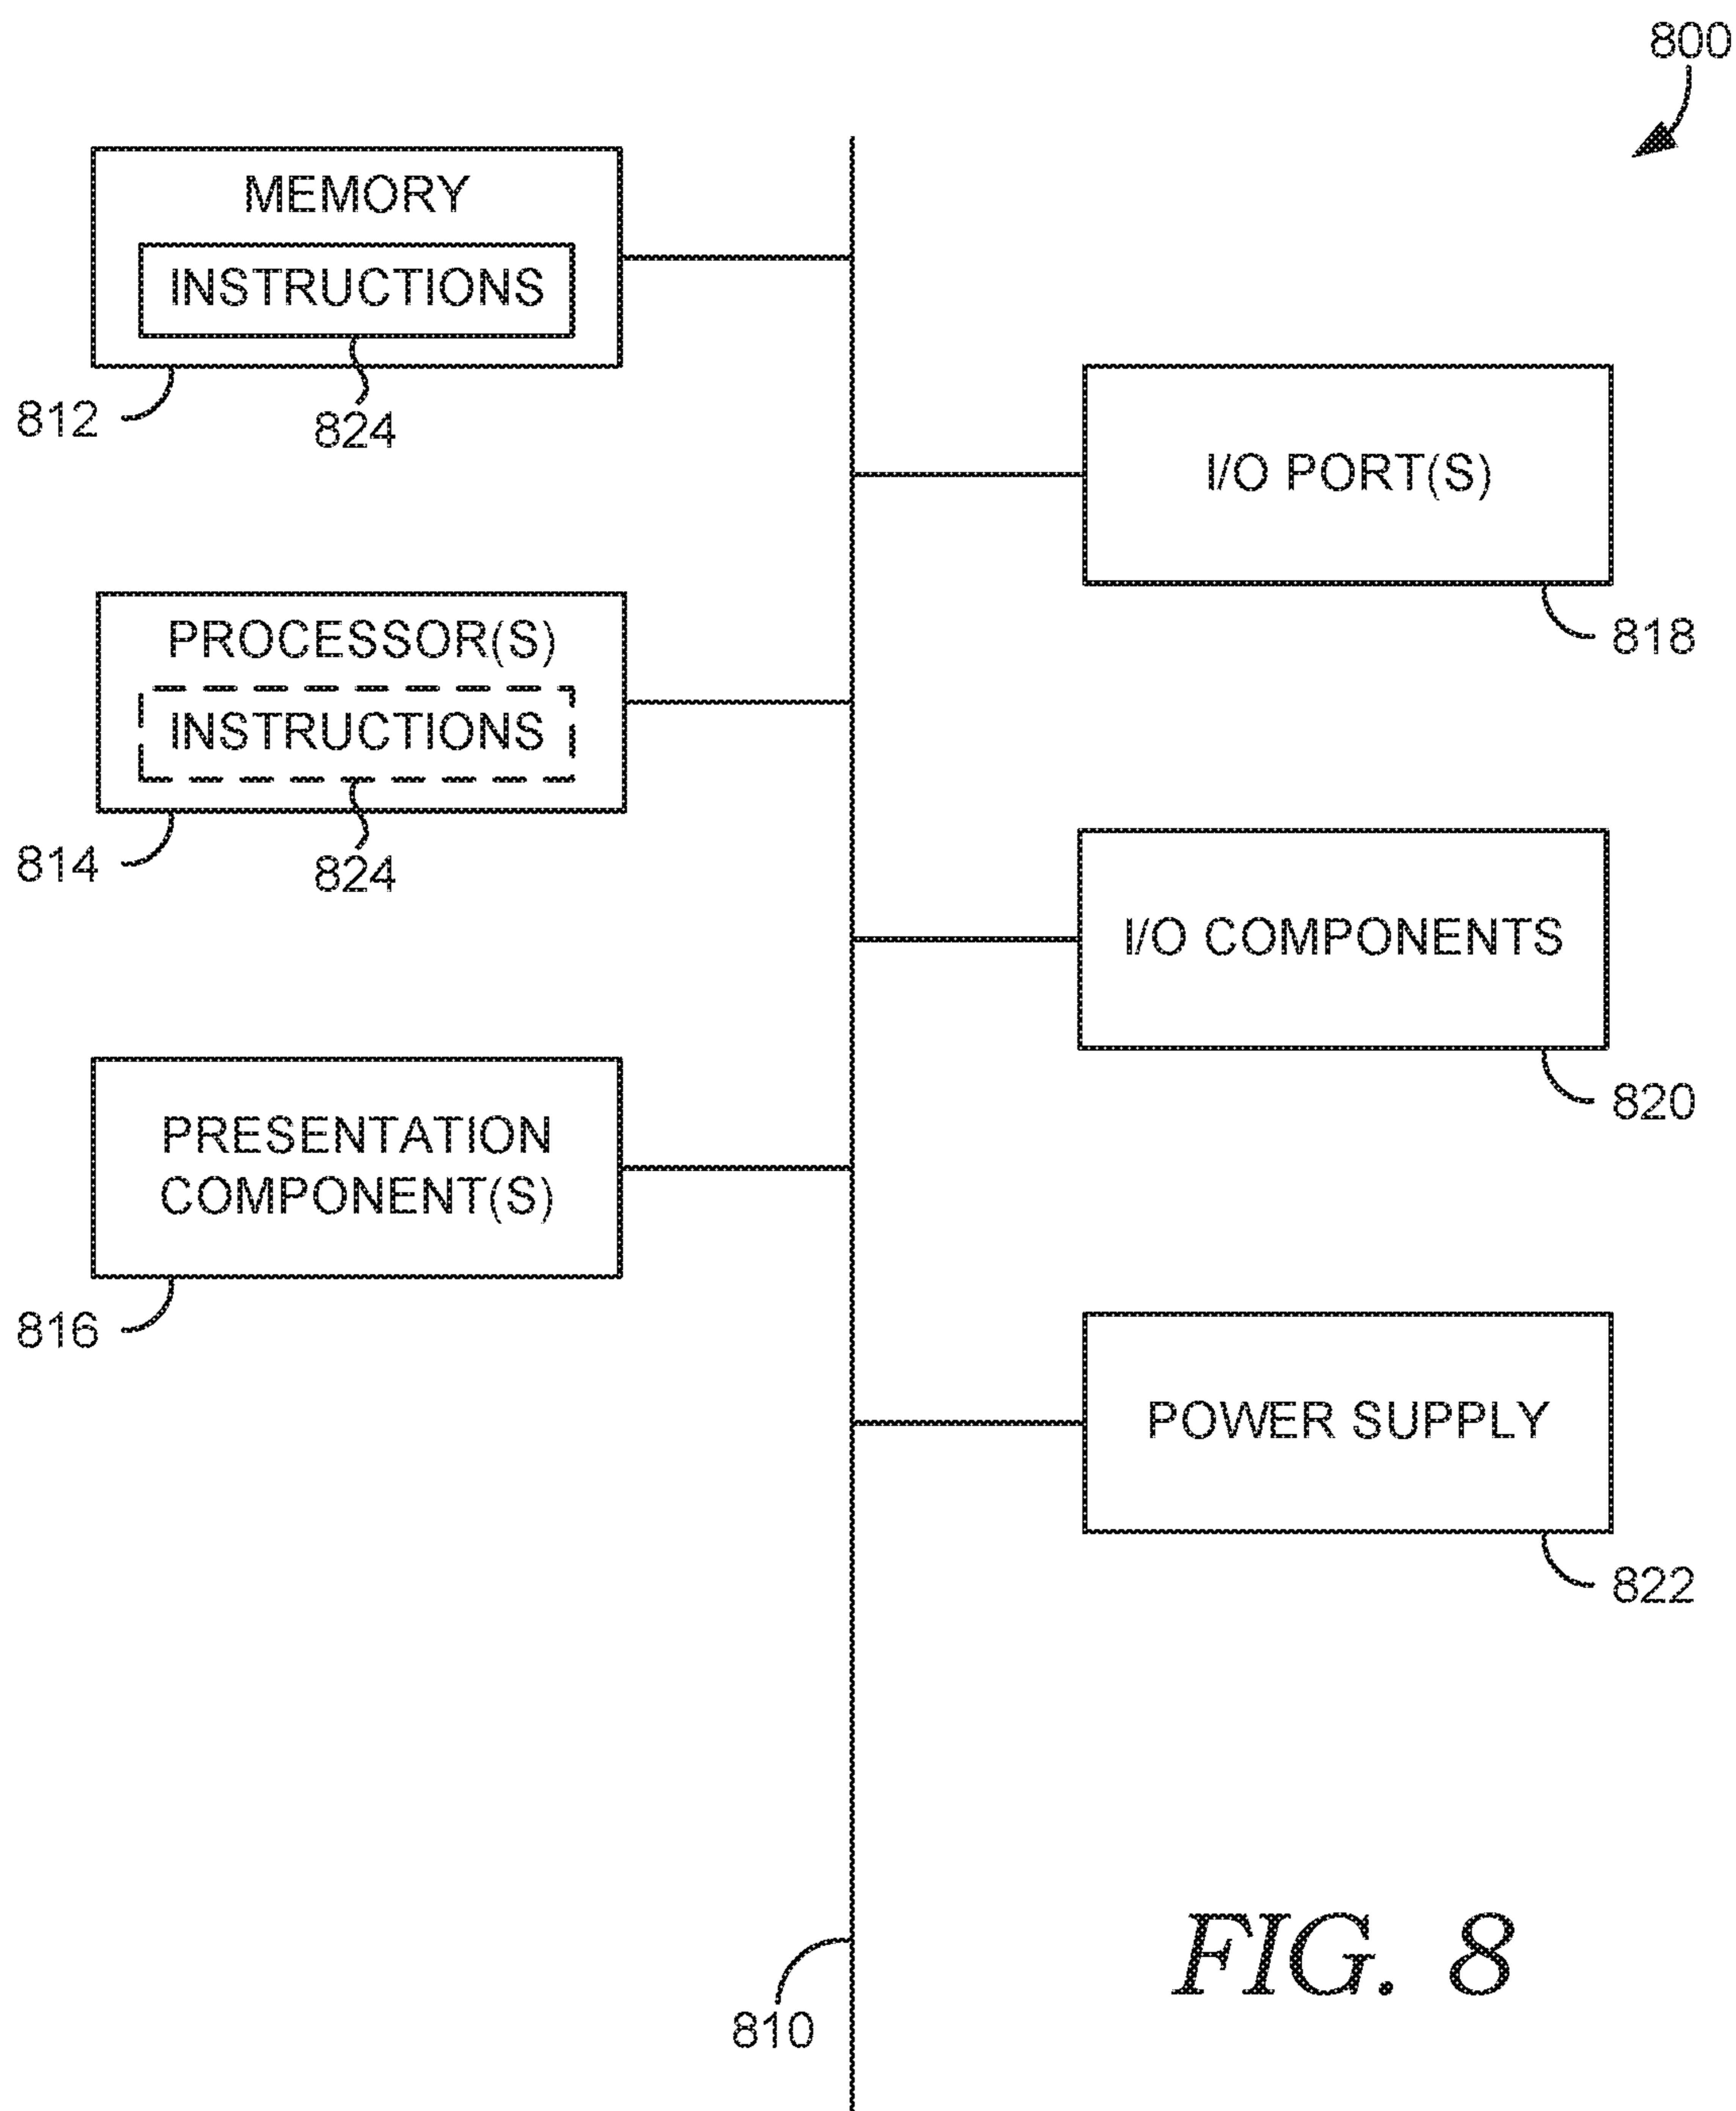 800
MEMORY
INSTRUCTIONS
812
824
I/O PORT(S)
818
PROCESSOR(S)
INSTRUCTIONS
814
824
I/O COMPONENTS
820
PRESENTATION
COMPONENT(S)
816
POWER SUPPLY
822
810
FIG. 8